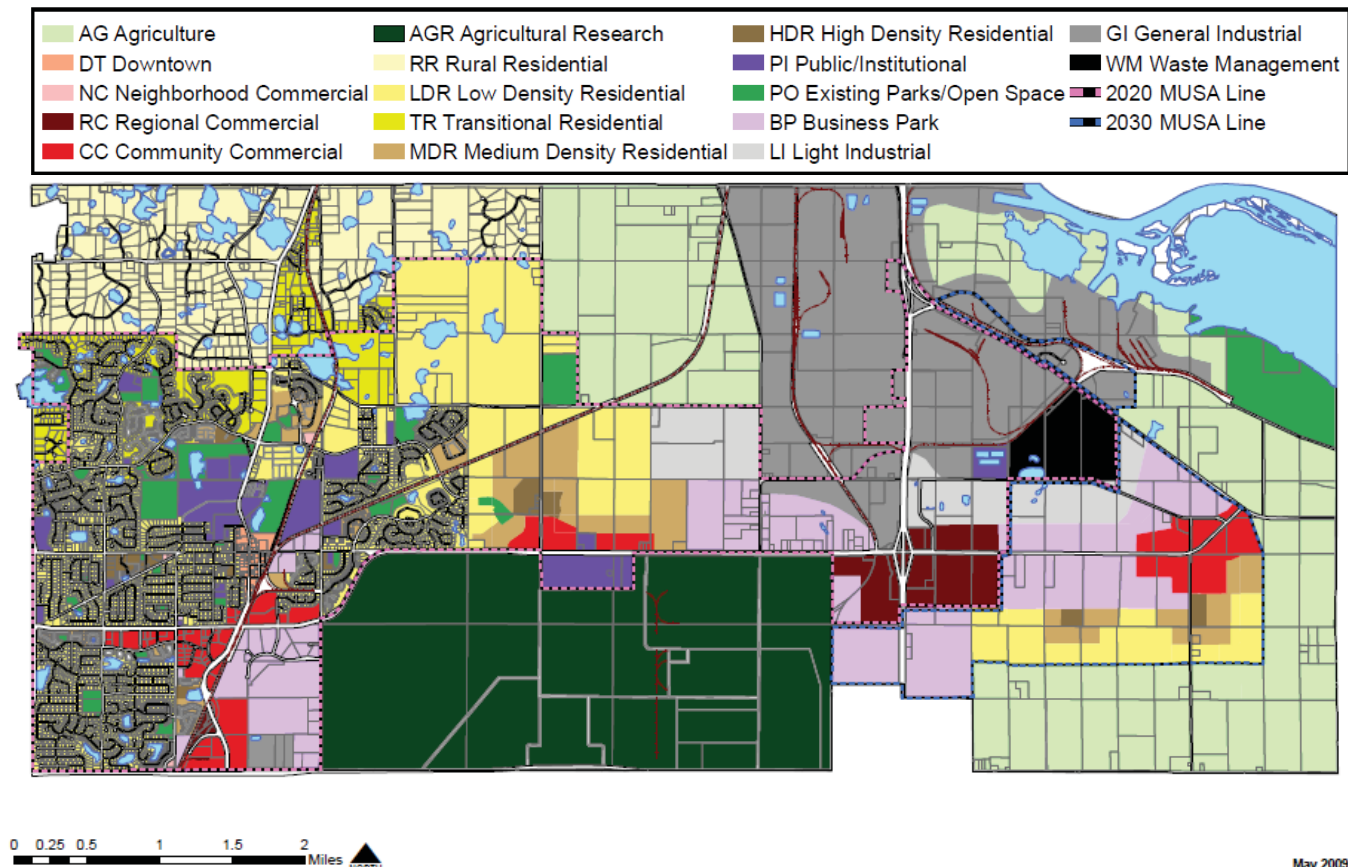 AG Agriculture
DT Downtown
NC Neighborhood Commercial
RC Regional Commercial
CC Community Commercial
AGR Agricultural Research
RR Rural Residential
LDR Low Density Residential
TR Transitional Residential
MDR Medium Density Residential
HDR High Density Residential
PI Public/Institutional
PO Existing Parks/Open Space
BP Business Park
LI Light Industrial
GI General Industrial
WM Waste Management
2020 MUSA Line
2030 MUSA Line
0 0.25 0.5 1 1.5 2
Miles
NORTH
May 2009